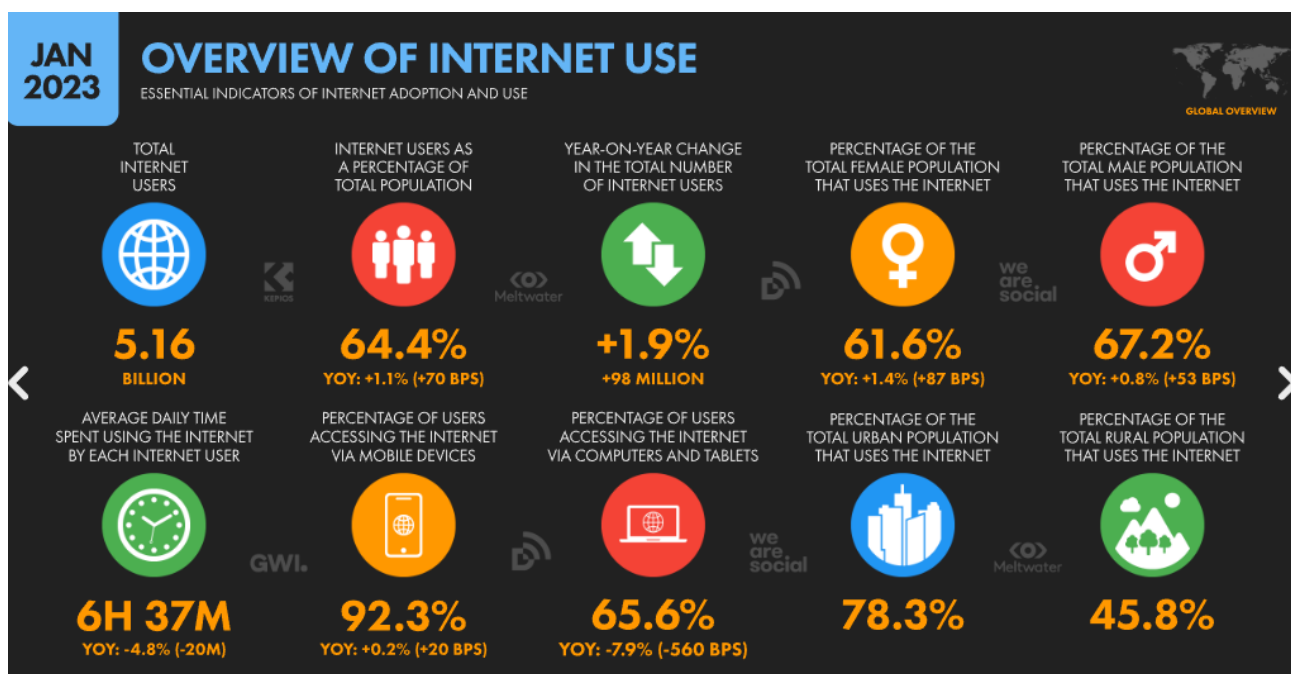 JAN
2023
OVERVIEW OF INTERNET USE
ESSENTIAL INDICATORS OF INTERNET ADOPTION AND USE
GLOBAL OVERVIEW
TOTAL
INTERNET
USERS
5.16
BILLION
INTERNET USERS AS
A PERCENTAGE OF
TOTAL POPULATION
64.4%
YOY: +1.1% (+70 BPS)
YEAR-ON-YEAR CHANGE
IN THE TOTAL NUMBER
OF INTERNET USERS
+1.9%
+98 MILLION
PERCENTAGE OF THE
TOTAL FEMALE POPULATION
THAT USES THE INTERNET
61.6%
YOY: +1.4% (+87 BPS)
PERCENTAGE OF THE
TOTAL MALE POPULATION
THAT USES THE INTERNET
67.2%
YOY: +0.8% (+53 BPS)
KEPIOS
Meltwater
we
are.
social
AVERAGE DAILY TIME
SPENT USING THE INTERNET
BY EACH INTERNET USER
6H 37M
YOY: -4.8% (-20M)
PERCENTAGE OF USERS
ACCESSING THE INTERNET
VIA MOBILE DEVICES
92.3%
YOY: +0.2% (+20 BPS)
PERCENTAGE OF USERS
ACCESSING THE INTERNET
VIA COMPUTERS AND TABLETS
65.6%
YOY: -7.9% (-560 BPS)
PERCENTAGE OF THE
TOTAL URBAN POPULATION
THAT USES THE INTERNET
78.3%
PERCENTAGE OF THE
TOTAL RURAL POPULATION
THAT USES THE INTERNET
45.8%
GWI.
we
are.
social
Meltwater